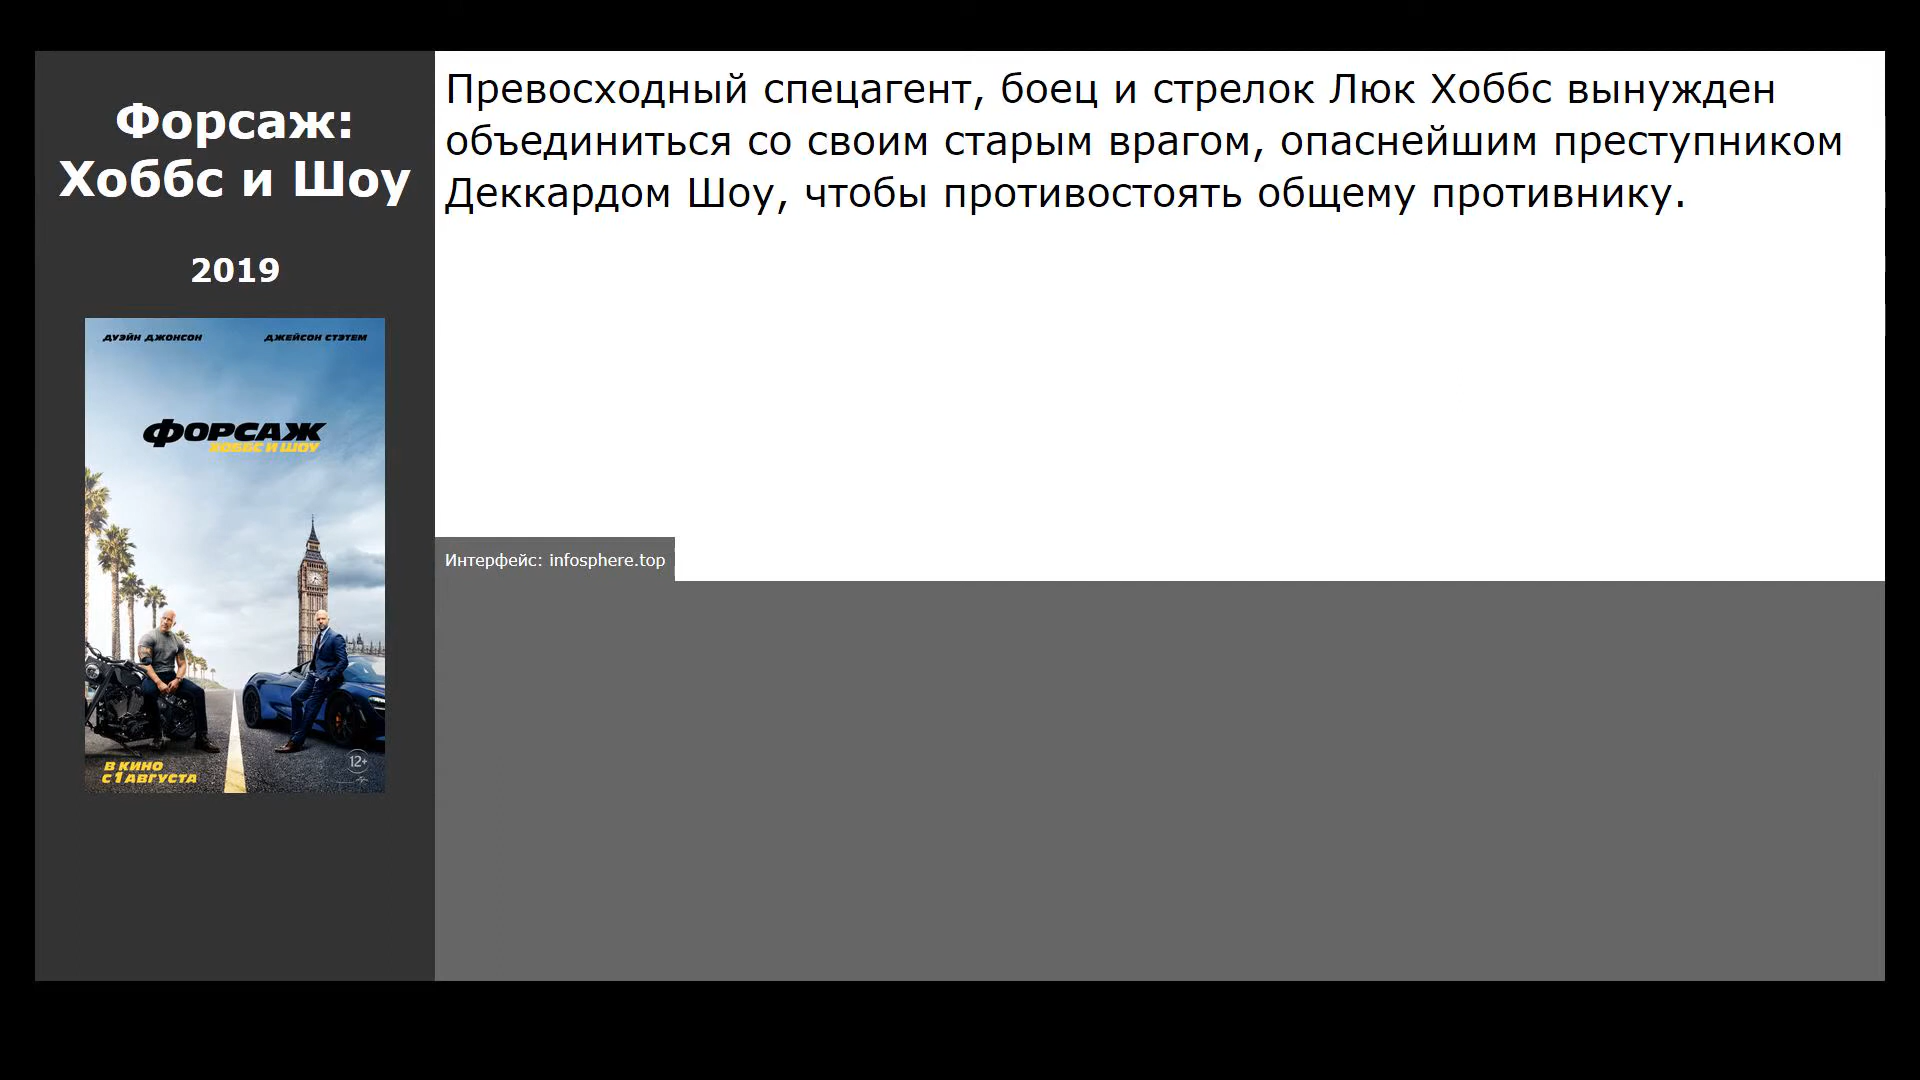 Форсаж:
Хоббс и Шоу
2019
ДУЭЙН ДЖОНСОН
ДЖЕЙСОН СТЭТЕМ
ФОРСАЖ
ХОББС И ШОУ
12+
В КИНО
С 1 АВГУСТА
Превосходный спецагент, боец и стрелок Люк Хоббс вынужден
объединиться со своим старым врагом, опаснейшим преступником
Деккардом Шоу, чтобы противостоять общему противнику.
Интерфейс: infosphere.top